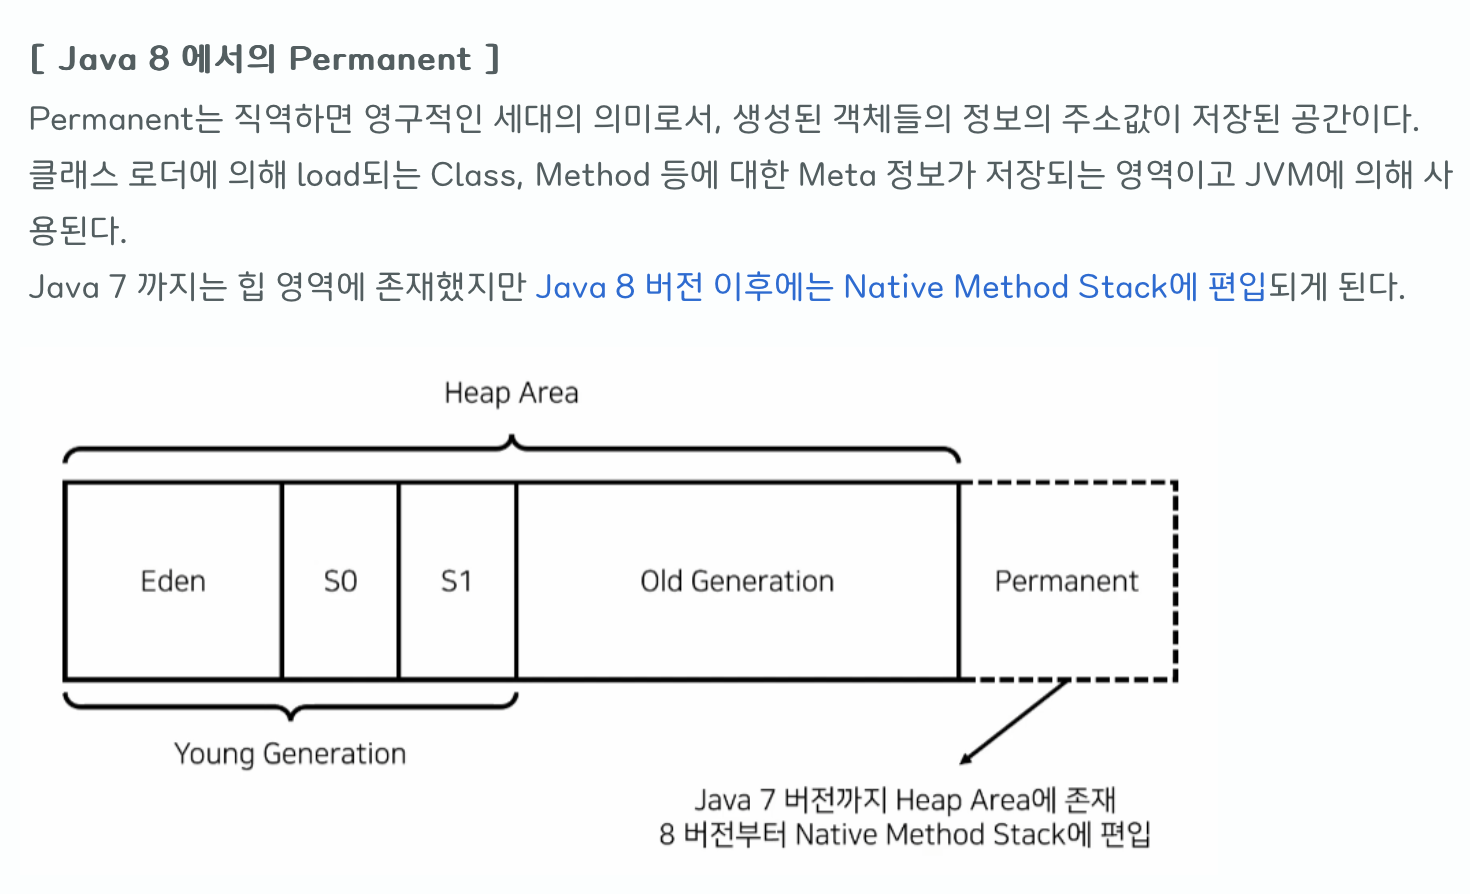 [ Java 8 에서의 Permanent ]
Permanent는 직역하면 영구적인 세대의 의미로서, 생성된 객체들의 정보의 주소값이 저장된 공간이다.
클래스 로더에 의해 load되는 Class, Method 등에 대한 Meta 정보가 저장되는 영역이고 JVM에 의해 사
용된다.
Java 7 까지는 힙 영역에 존재했지만 Java 8 버전 이후에는 Native Method Stack에 편입되게 된다.
Heap Area
Eden
S0
S1
Old Generation
Permanent
Young Generation
Java 7 버전까지 Heap Area에 존재
8 버전부터 Native Method Stack에 편입